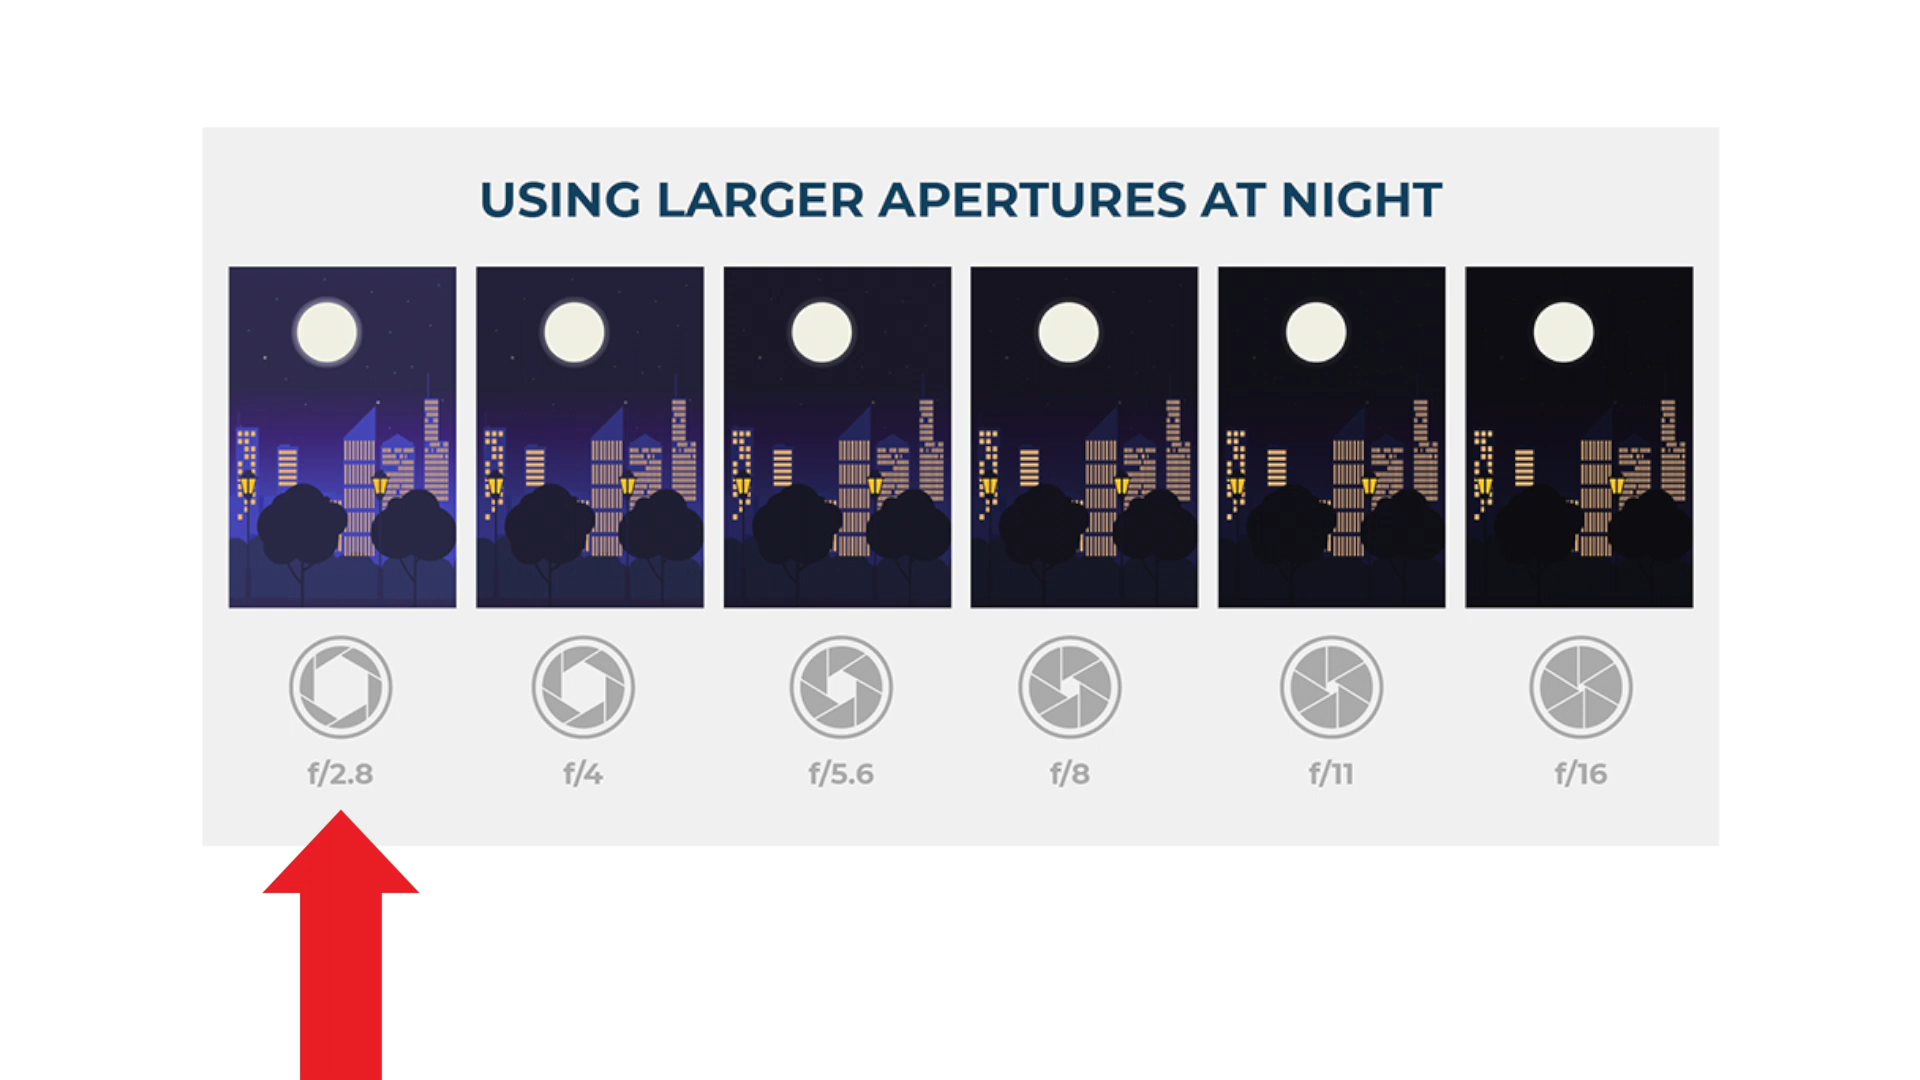 USING LARGER APERTURES AT NIGHT
f/2.8 f/4 f/5.6 f/8 f/11 f/16